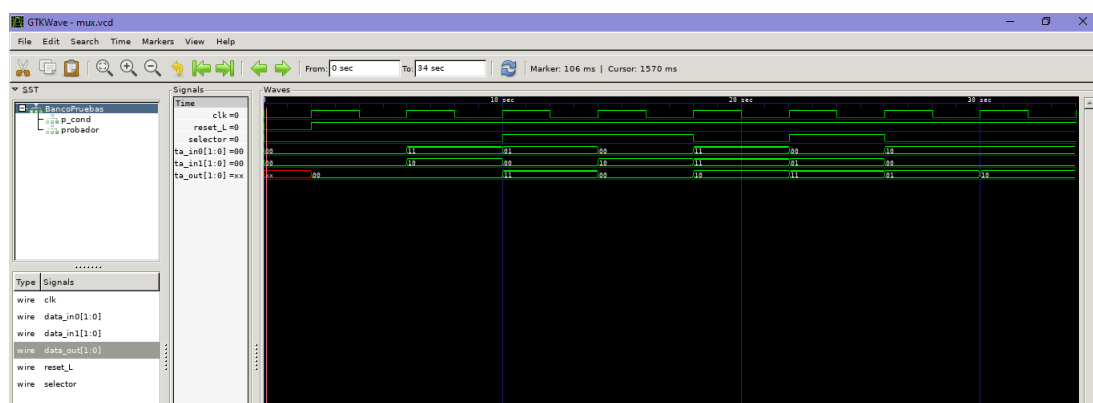 GTKWave - mux.vcd
File Edit Search Time Markers View Help
From: 0 sec To: 34 sec Marker: 106 ms | Cursor: 1570 ms
SST
BancoPruebas
p_cond
probador
Type Signals
wire clk
wire data_in0[1:0]
wire data_in1[1:0]
wire data_out[1:0]
wire reset_L
wire selector
Signals
Time
clk =0
reset_L =0
selector =0
ta_in0[1:0] =00
ta_in1[1:0] =00
ta_out[1:0] =xx
Waves
10 sec 20 sec 30 sec
00 11 01 00 11 00 10
00 10 00 10 11 01 00
xx 00 11 00 10 11 01 10